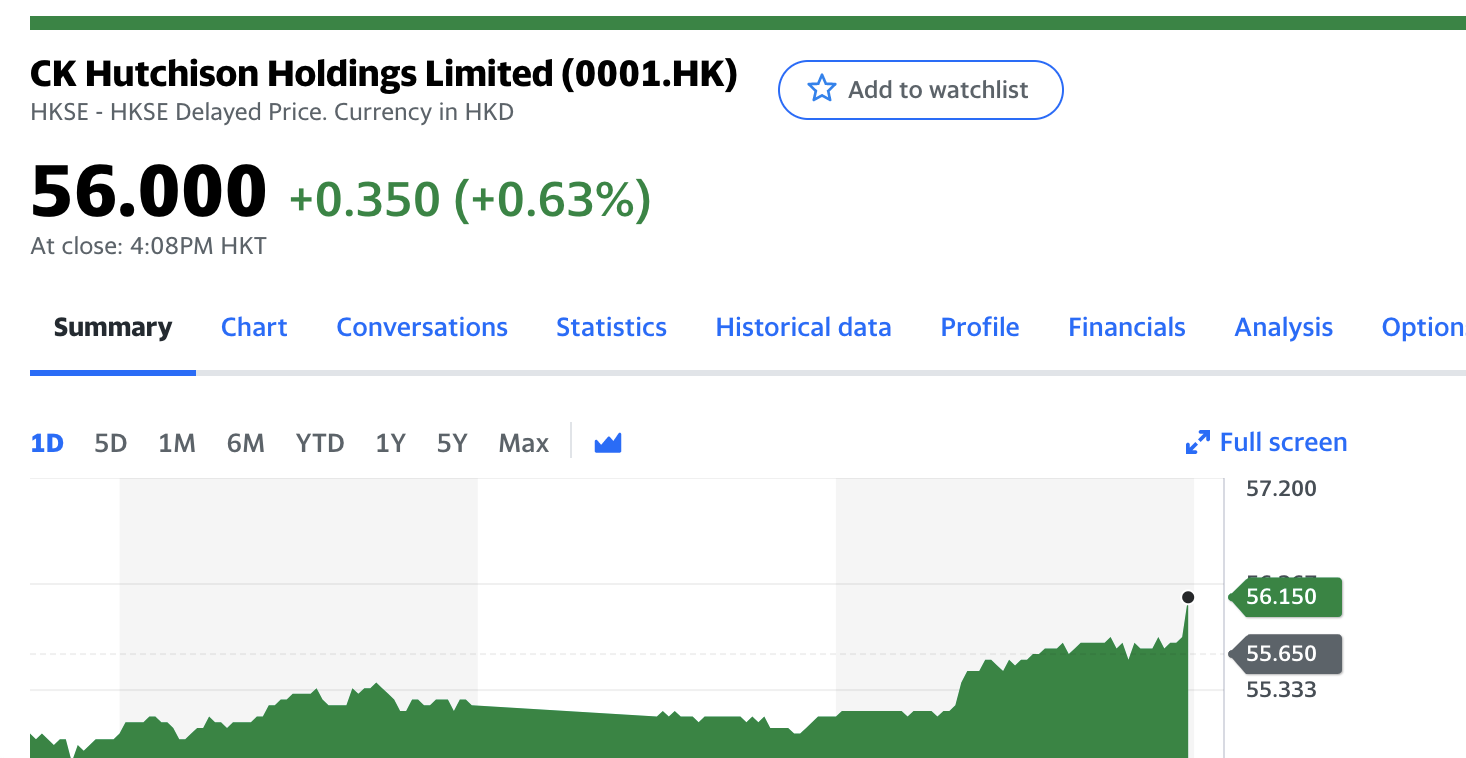 CK Hutchison Holdings Limited (0001.HK)
Add to watchlist
HKSE - HKSE Delayed Price. Currency in HKD
56.000 +0.350 (+0.63%)
At close: 4:08PM HKT
Summary Chart Conversations Statistics Historical data Profile Financials Analysis Option
1D 5D 1M 6M YTD 1Y 5Y Max
Full screen
57.200
56.150
55.650
55.333